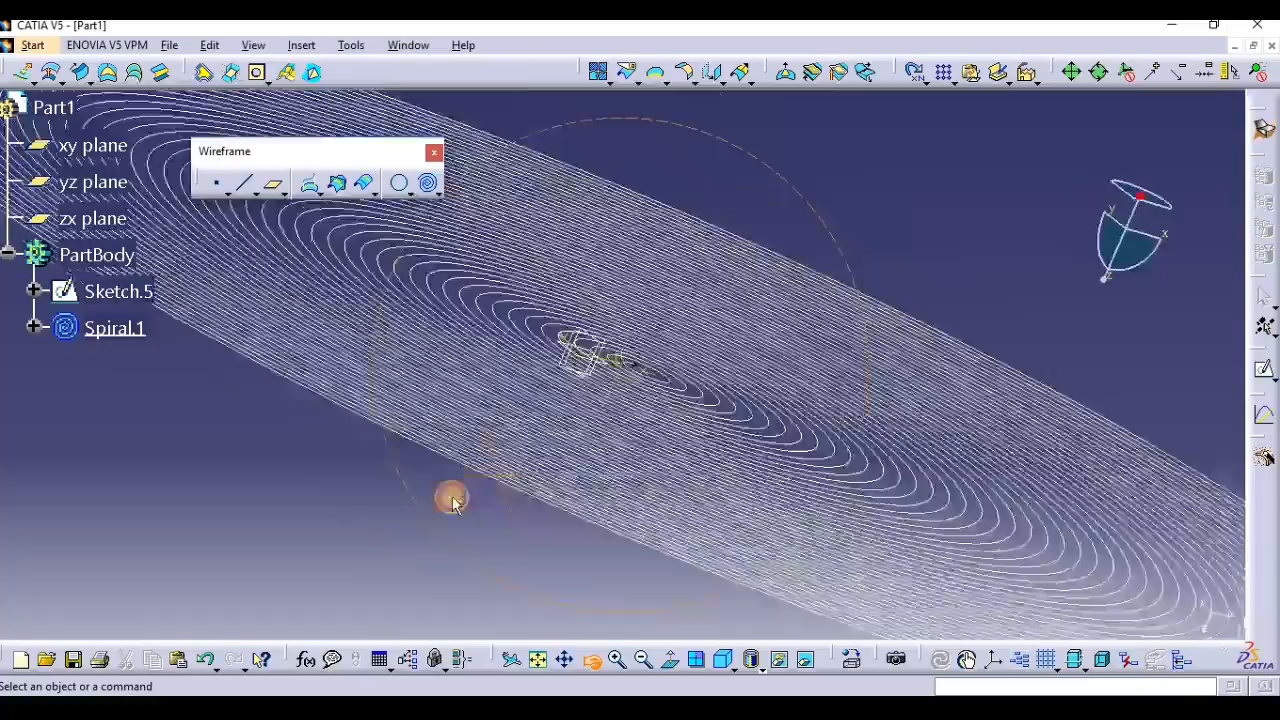 CATIA V5 - [Part1]
Start ENOVIA V5 VPM File Edit View Insert Tools Window Help
Part1
Wireframe
xy plane
yz plane
zx plane
PartBody
Sketch.5
Spiral.1
y
x
z
f(x)
CATIA
Select an object or a command